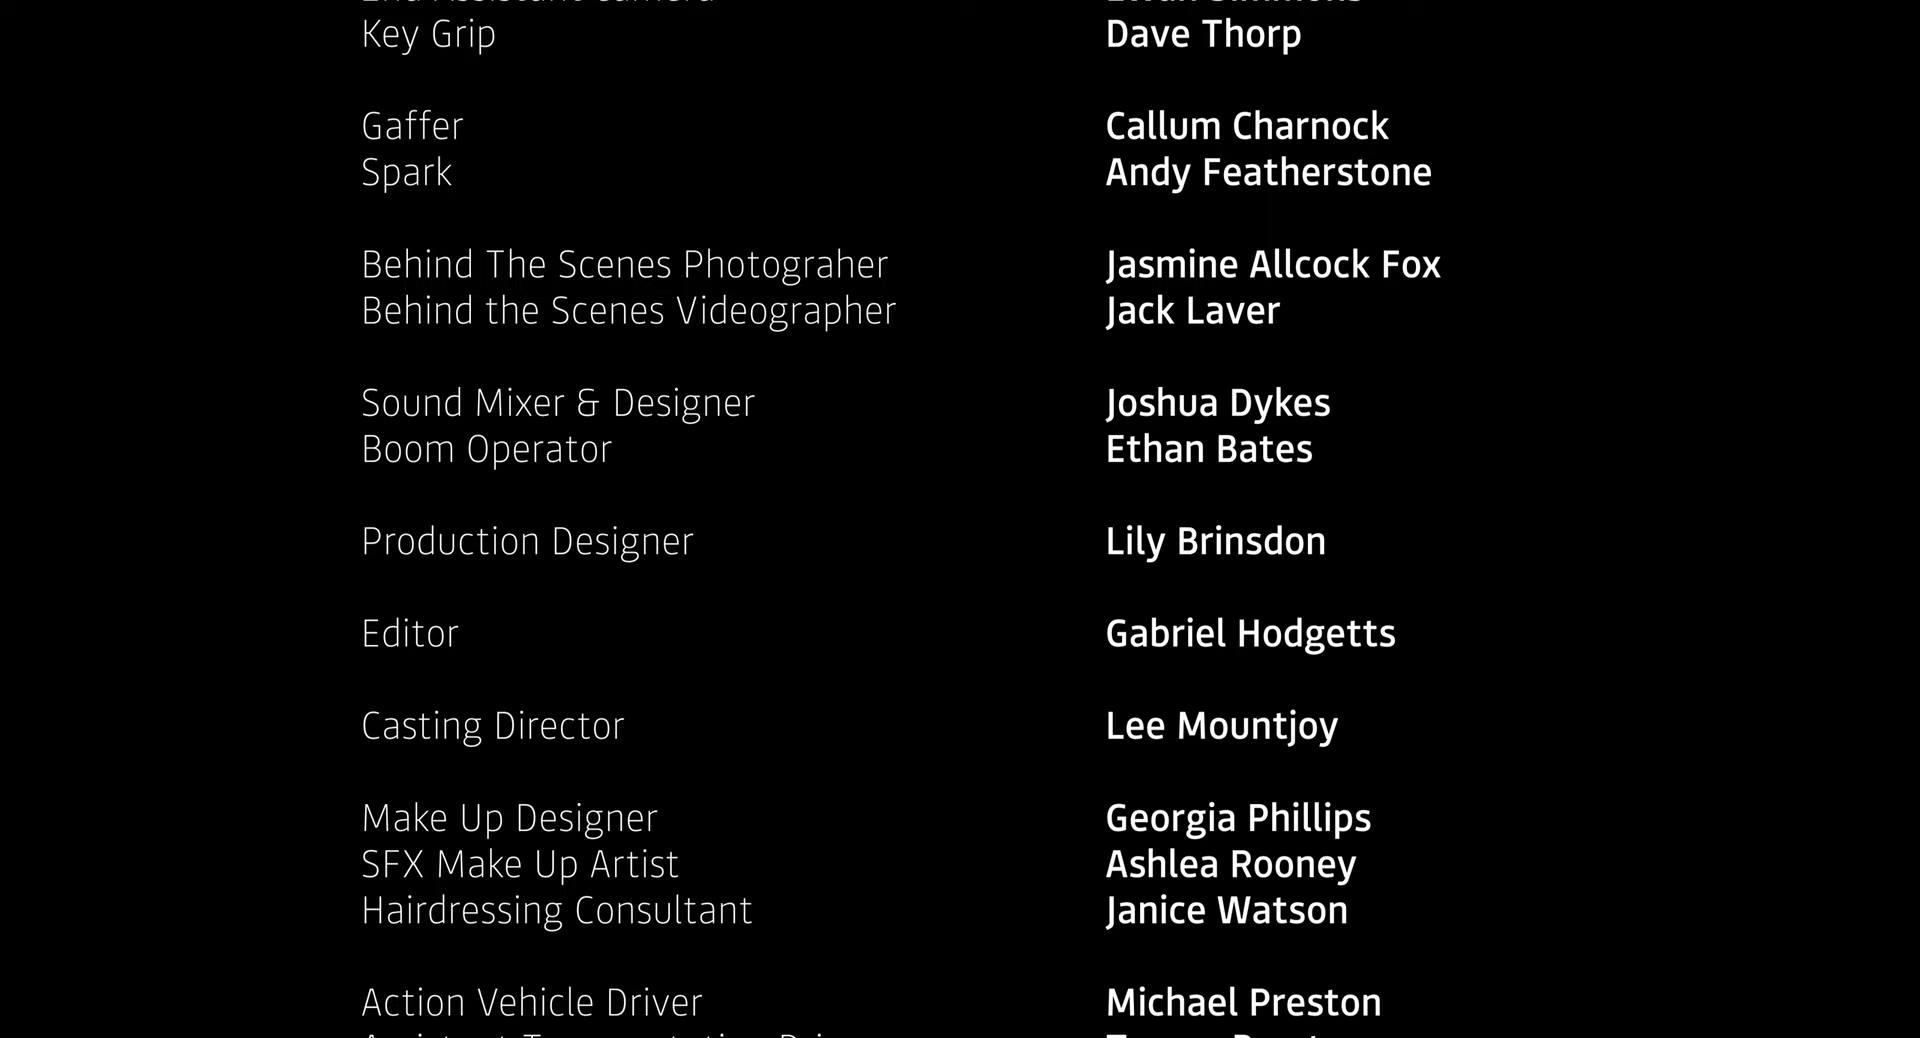 Key Grip Dave Thorp
Gaffer Callum Charnock
Spark Andy Featherstone
Behind The Scenes Photograher Jasmine Allcock Fox
Behind the Scenes Videographer Jack Laver
Sound Mixer & Designer Joshua Dykes
Boom Operator Ethan Bates
Production Designer Lily Brinsdon
Editor Gabriel Hodgetts
Casting Director Lee Mountjoy
Make Up Designer Georgia Phillips
SFX Make Up Artist Ashlea Rooney
Hairdressing Consultant Janice Watson
Action Vehicle Driver Michael Preston